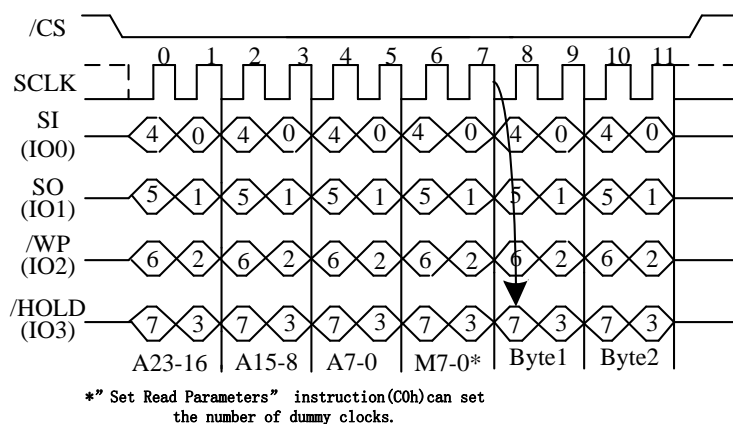 /CS
0 1 2 3 4 5 6 7 8 9 10 11
SCLK
SI
(IO0)
4 0 4 0 4 0 4 0 4 0 4 0
SO
(IO1)
5 1 5 1 5 1 5 1 5 1 5 1
/WP
(IO2)
6 2 6 2 6 2 6 2 6 2 6 2
/HOLD
(IO3)
7 3 7 3 7 3 7 3 7 3 7 3
A23-16 A15-8 A7-0 M7-0* Byte1 Byte2
*” Set Read Parameters” instruction(C0h)can set
the number of dummy clocks.